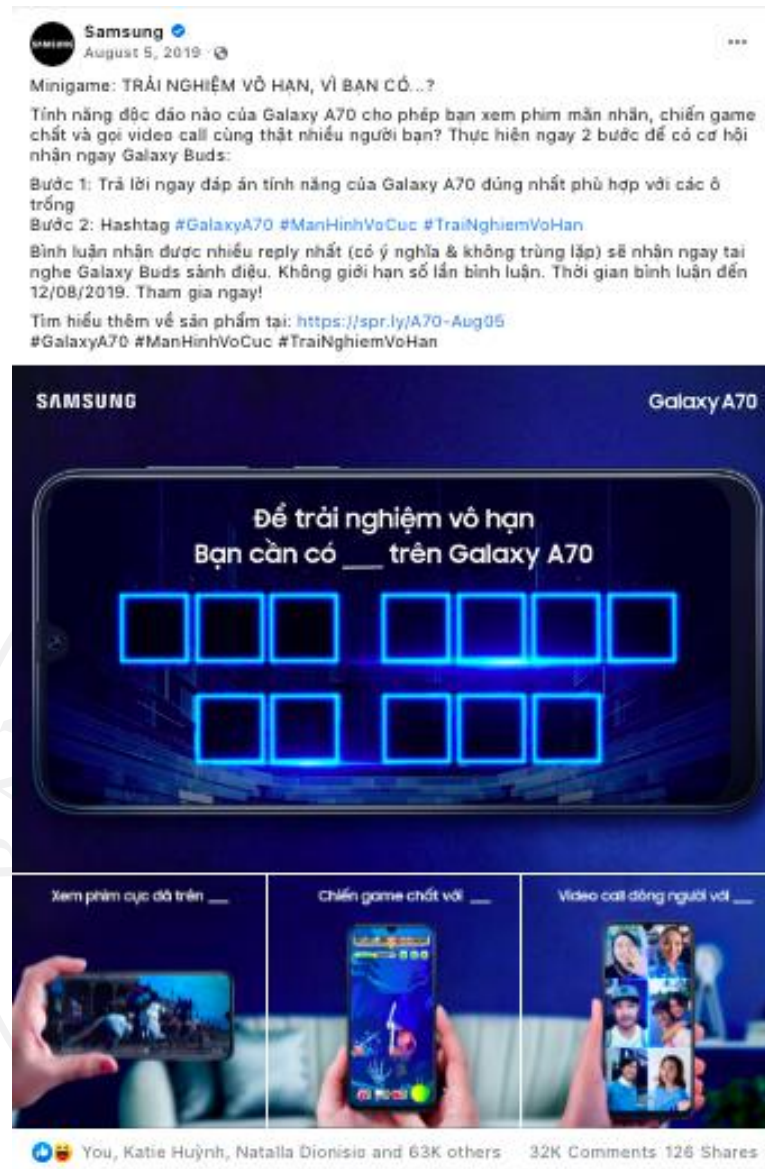 Samsung
August 5, 2019
Minigame: TRẢI NGHIỆM VÔ HẠN, VÌ BẠN CÓ...?
Tính năng độc đáo nào của Galaxy A70 cho phép bạn xem phim mãn nhãn, chiến game
chất và gọi video call cùng thật nhiều người bạn? Thực hiện ngay 2 bước để có cơ hội
nhận ngay Galaxy Buds:
Bước 1: Trả lời ngay đáp án tính năng của Galaxy A70 đúng nhất phù hợp với các ô
trống
Bước 2: Hashtag #GalaxyA70 #ManHinhVoCuc #TraiNghiemVoHan
Bình luận nhận được nhiều reply nhất (có ý nghĩa & không trùng lặp) sẽ nhận ngay tai
nghe Galaxy Buds sành điệu. Không giới hạn số lần bình luận. Thời gian bình luận đến
12/08/2019. Tham gia ngay!
Tìm hiểu thêm về sản phẩm tại: https://spr.ly/A70-Aug05
#GalaxyA70 #ManHinhVoCuc #TraiNghiemVoHan
SAMSUNG
Galaxy A70
Để trải nghiệm vô hạn
Bạn cần có ___ trên Galaxy A70
Xem phim cực đã trên __
Chiến game chất với __
Video call đông người với __
You, Katie Huỳnh, Natalla Dionisio and 63K others 32K Comments 126 Shares